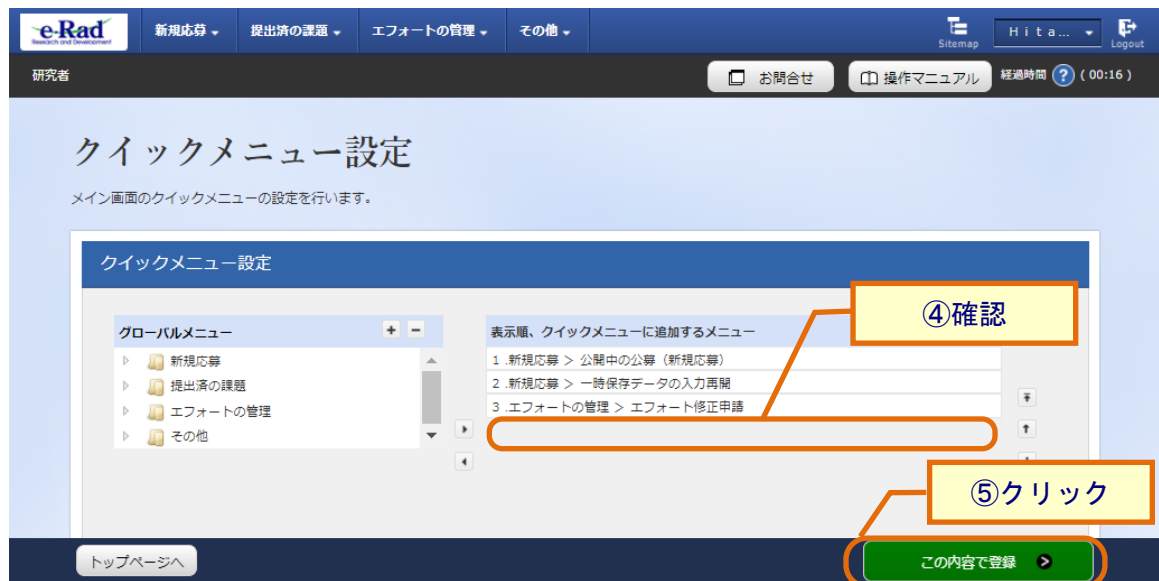 e-Rad
Research and Development
新規応募
提出済の課題
エフォートの管理
その他
Sitemap
Hita...
Logout
研究者
お問合せ
操作マニュアル
経過時間 ? ( 00:16 )
クイックメニュー設定
メイン画面のクイックメニューの設定を行います。
クイックメニュー設定
④確認
グローバルメニュー
表示順、クイックメニューに追加するメニュー
新規応募
提出済の課題
エフォートの管理
その他
1 .新規応募 > 公開中の公募（新規応募）
2 .新規応募 > 一時保存データの入力再開
3 .エフォートの管理 > エフォート修正申請
⑤クリック
トップページへ
この内容で登録